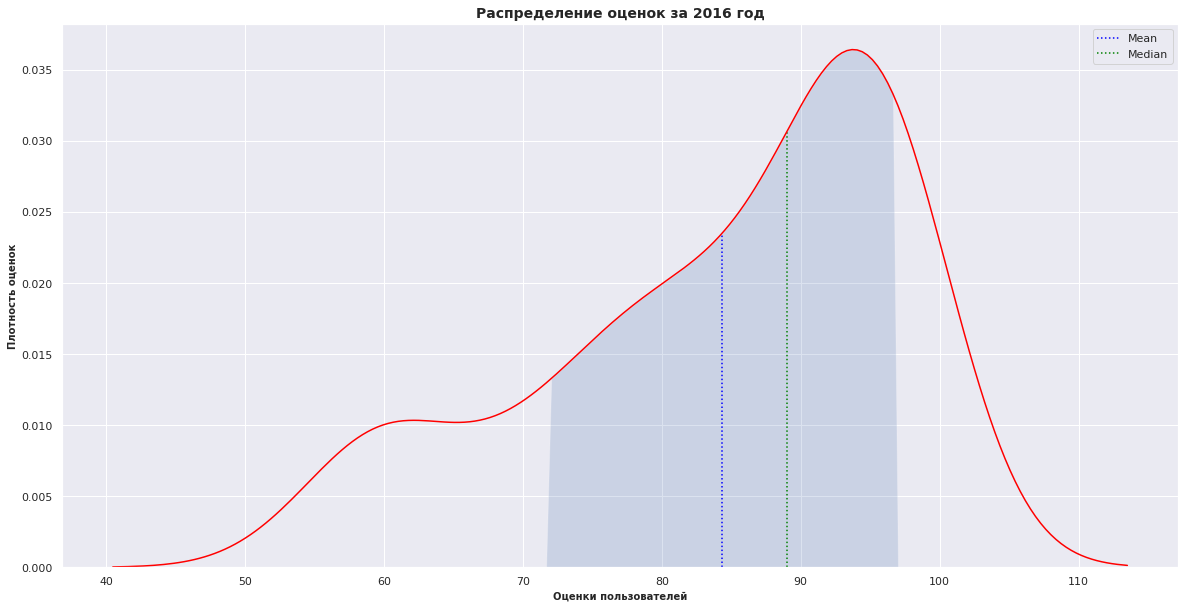 Распределение оценок за 2016 год
Mean
Median
0.035
0.030
0.025
0.020
0.015
0.010
0.005
0.000
Плотность оценок
40 50 60 70 80 90 100 110
Оценки пользователей